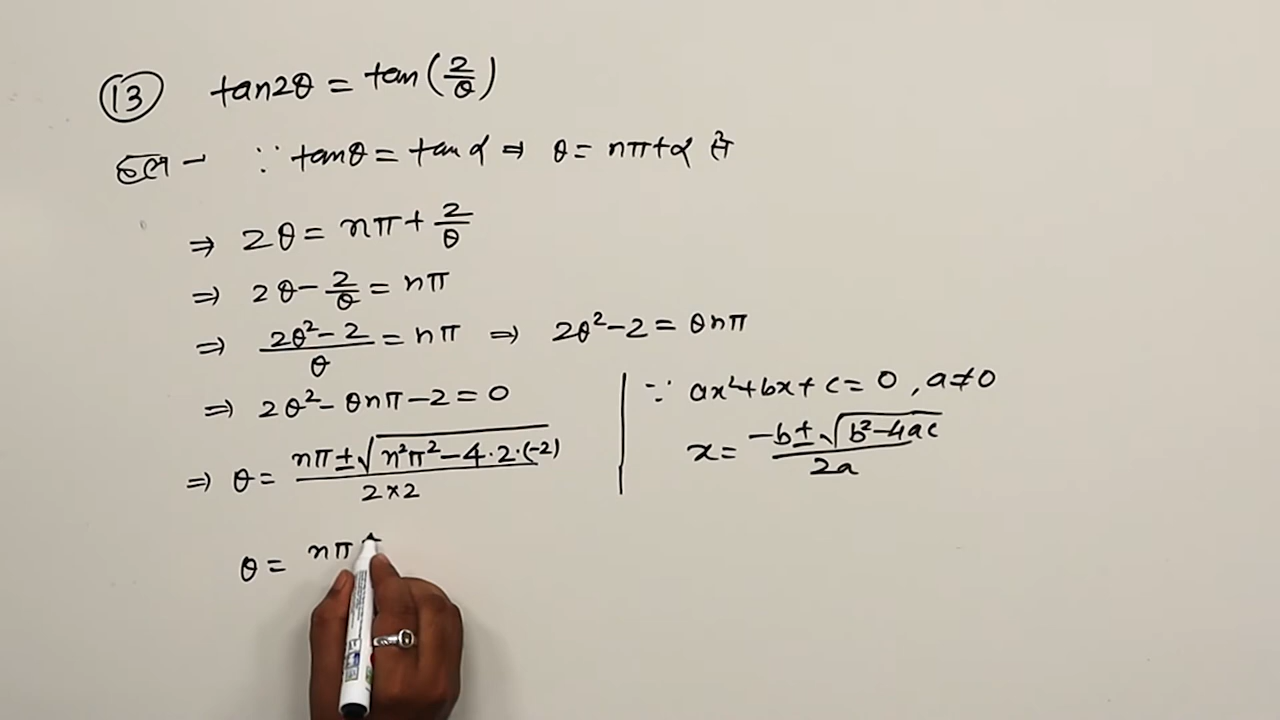 13 tan2θ = tan(2/θ)
हल - ∵ tanθ = tan α ⇒ θ = nπ+α से
⇒ 2θ = nπ + 2/θ
⇒ 2θ - 2/θ = nπ
⇒ (2θ² - 2)/θ = nπ ⇒ 2θ² - 2 = θnπ
⇒ 2θ² - θnπ - 2 = 0
∵ ax²+bx+c = 0 , a≠0
⇒ θ = (nπ ± √(n²π² - 4·2·(-2)))/(2×2)
x = (-b ± √(b²-4ac))/(2a)
θ = nπ